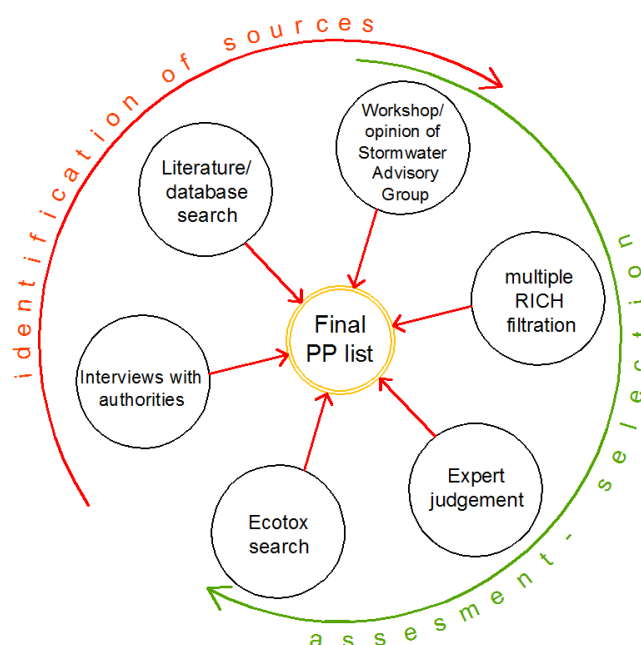 identification of sources
Workshop/
opinion of
Stormwater
Advisory
Group
Literature/
database
search
multiple
RICH
filtration
Final
PP list
Interviews with
authorities
Expert
judgement
Ecotox
search
assesment- selection